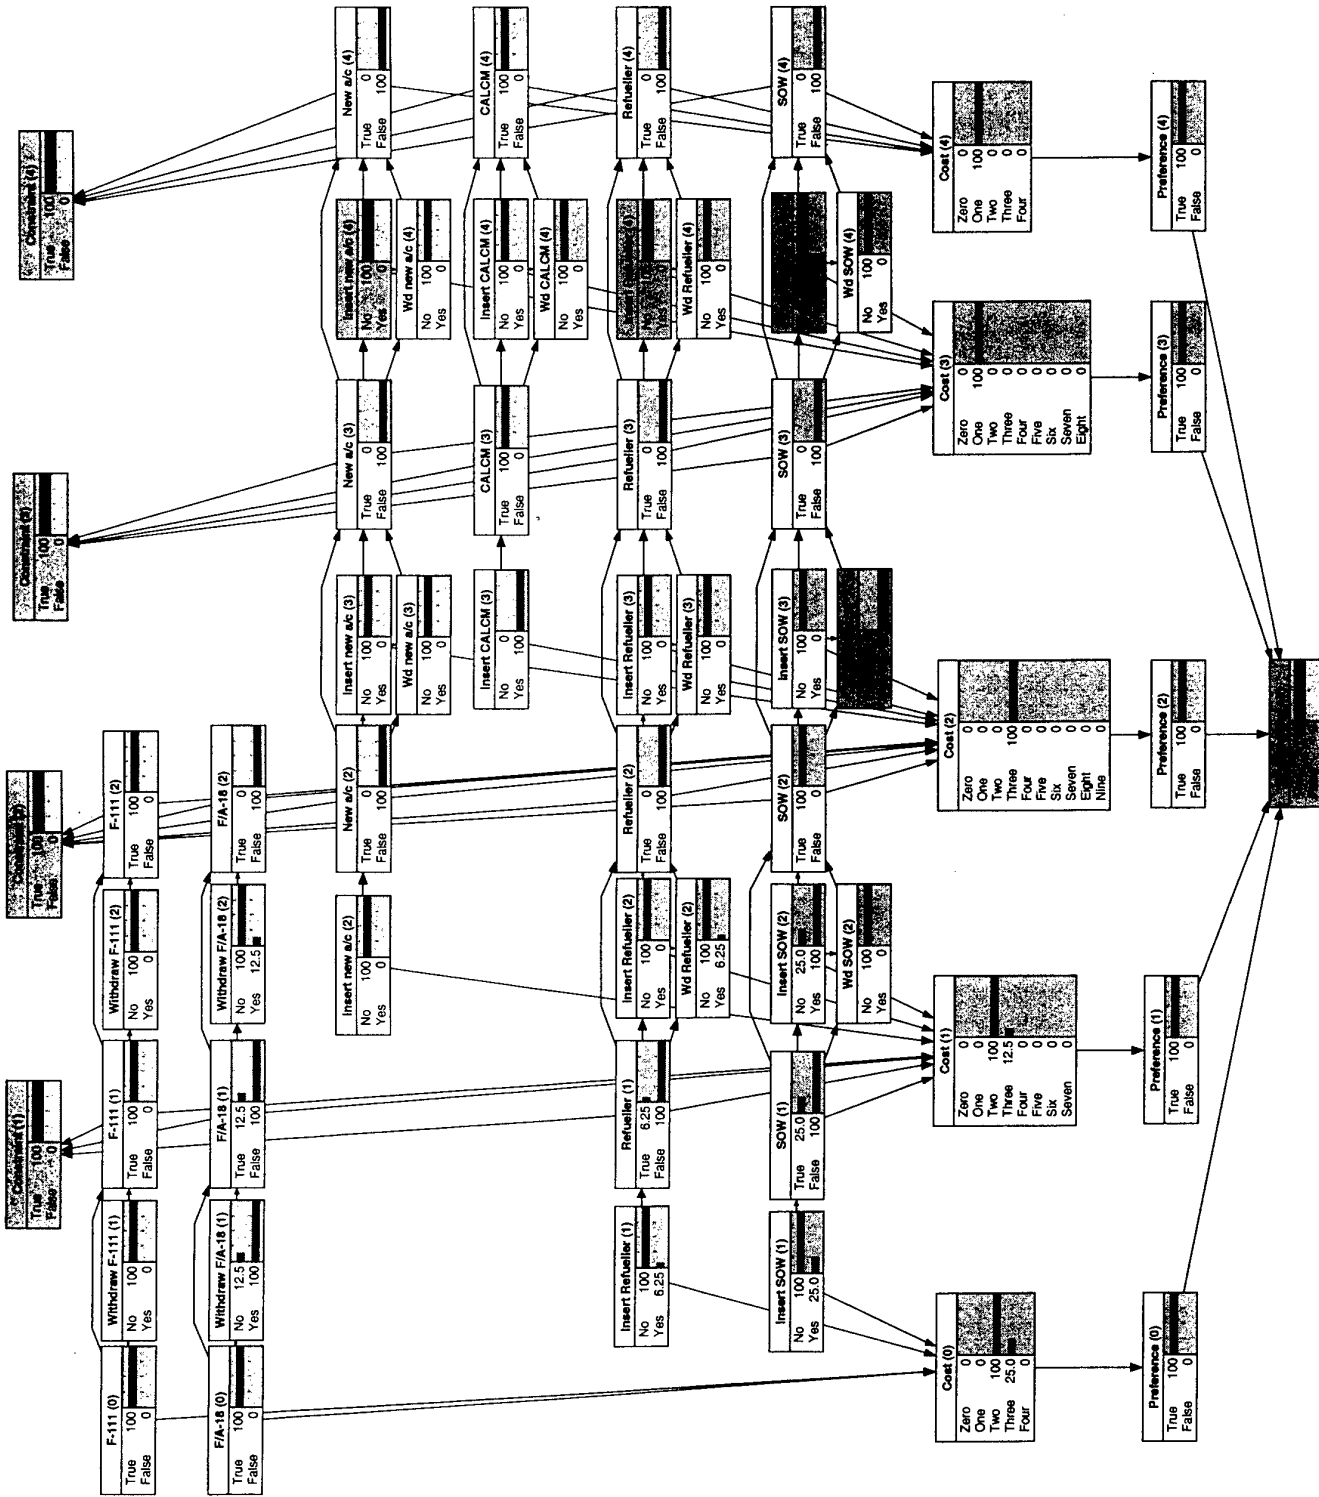 Constraint (1)
True 100
False 0
Constraint (2)
True 100
False 0
Constraint (3)
True 100
False 0
Constraint (4)
True 100
False 0
F-111 (0)
True 100
False 0
Withdraw F-111 (1)
No 100
Yes 0
F-111 (1)
True 100
False 0
Withdraw F-111 (2)
No 100
Yes 0
F-111 (2)
True 100
False 0
F/A-18 (0)
True 100
False 0
Withdraw F/A-18 (1)
No 12.5
Yes 100
F/A-18 (1)
True 12.5
False 100
Withdraw F/A-18 (2)
No 100
Yes 12.5
F/A-18 (2)
True 0
False 100
Insert new a/c (2)
No 100
Yes 0
New a/c (2)
True 0
False 100
Insert new a/c (3)
No 100
Yes 0
Wd new a/c (3)
No 100
Yes 0
New a/c (3)
True 0
False 100
Insert new a/c (4)
No 100
Yes 0
Wd new a/c (4)
No 100
Yes 0
New a/c (4)
True 0
False 100
Insert CALCM (3)
No 0
Yes 100
CALCM (3)
True 100
False 0
Insert CALCM (4)
No 100
Yes 0
Wd CALCM (4)
No 100
Yes 0
CALCM (4)
True 100
False 0
Insert Refueller (1)
No 100
Yes 6.25
Refueller (1)
True 6.25
False 100
Insert Refueller (2)
No 100
Yes 0
Wd Refueller (2)
No 100
Yes 6.25
Refueller (2)
True 0
False 100
Insert Refueller (3)
No 100
Yes 0
Wd Refueller (3)
No 100
Yes 0
Refueller (3)
True 0
False 100
No 100
Yes 0
Wd Refueller (4)
No 100
Yes 0
Refueller (4)
True 0
False 100
Insert SOW (1)
No 100
Yes 25.0
SOW (1)
True 25.0
False 100
Insert SOW (2)
No 25.0
Yes 100
Wd SOW (2)
No 100
Yes 0
SOW (2)
True 100
False 0
Insert SOW (3)
No 100
Yes 0
SOW (3)
True 0
False 100
Wd SOW (4)
No 100
Yes 0
SOW (4)
True 0
False 100
Cost (0)
Zero 0
One 0
Two 100
Three 25.0
Four 0
Cost (1)
Zero 0
One 0
Two 100
Three 12.5
Four 0
Five 0
Six 0
Seven 0
Cost (2)
Zero 0
One 0
Two 0
Three 100
Four 0
Five 0
Six 0
Seven 0
Eight 0
Nine 0
Cost (3)
Zero 0
One 100
Two 0
Three 0
Four 0
Five 0
Six 0
Seven 0
Eight 0
Cost (4)
Zero 0
One 100
Two 0
Three 0
Four 0
Preference (0)
True 100
False 0
Preference (1)
True 100
False 0
Preference (2)
True 100
False 0
Preference (3)
True 100
False 0
Preference (4)
True 100
False 0